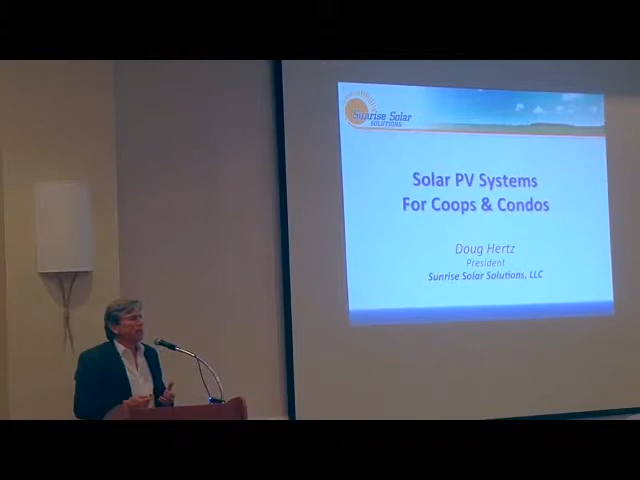 Sunrise Solar
SOLUTIONS
Solar PV Systems
For Coops & Condos
Doug Hertz
President
Sunrise Solar Solutions, LLC